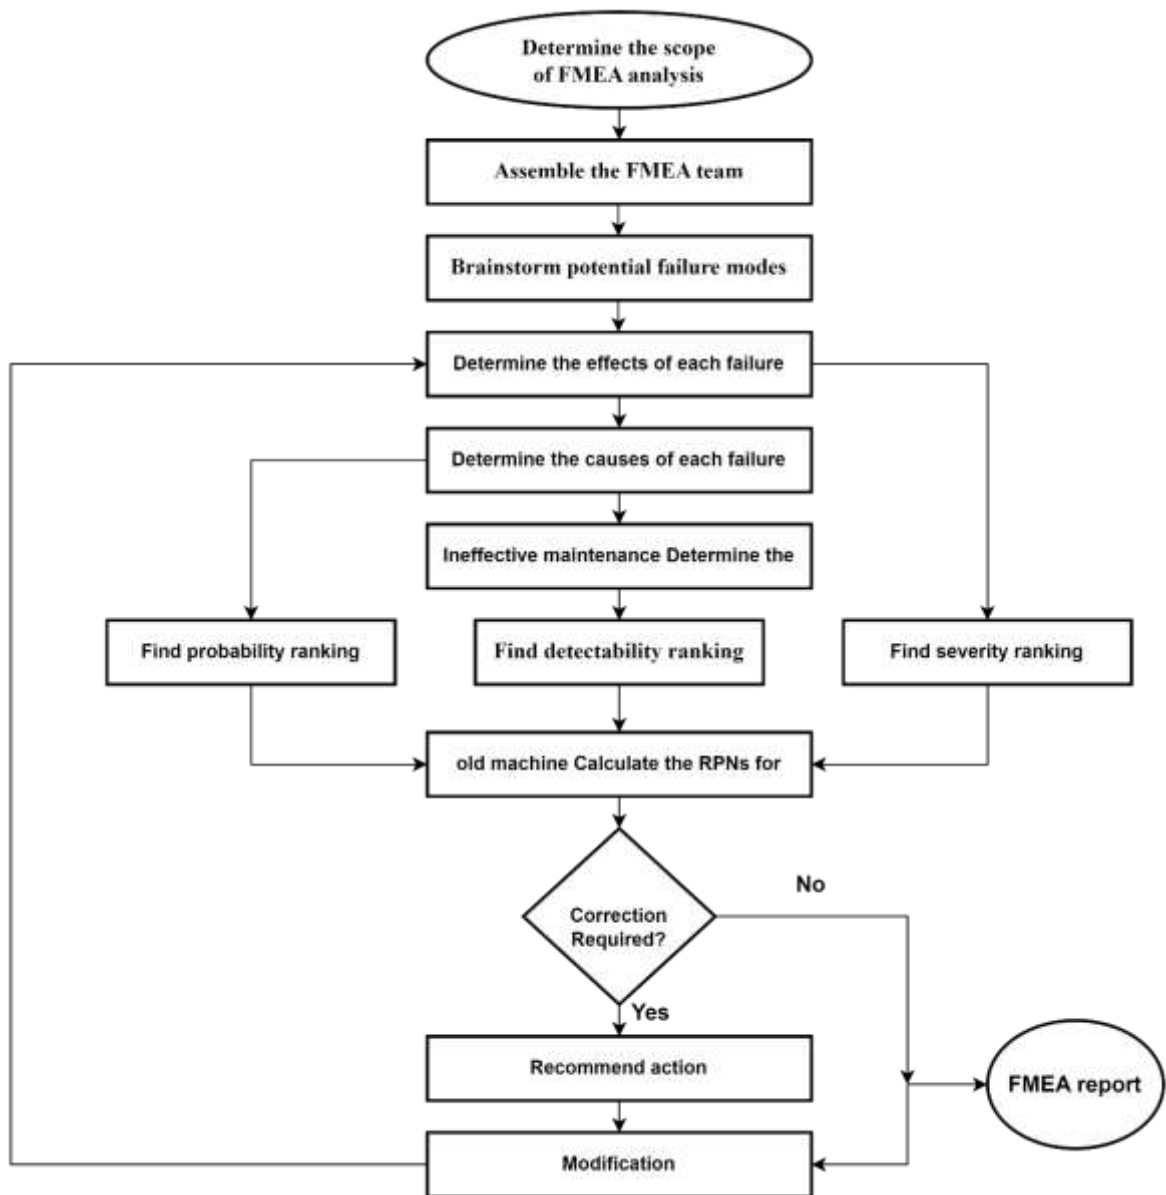 Determine the scope
of FMEA analysis
Assemble the FMEA team
Brainstorm potential failure modes
Determine the effects of each failure
Determine the causes of each failure
Ineffective maintenance Determine the
Find probability ranking
Find detectability ranking
Find severity ranking
old machine Calculate the RPNs for
No
Correction
Required?
Yes
Recommend action
FMEA report
Modification